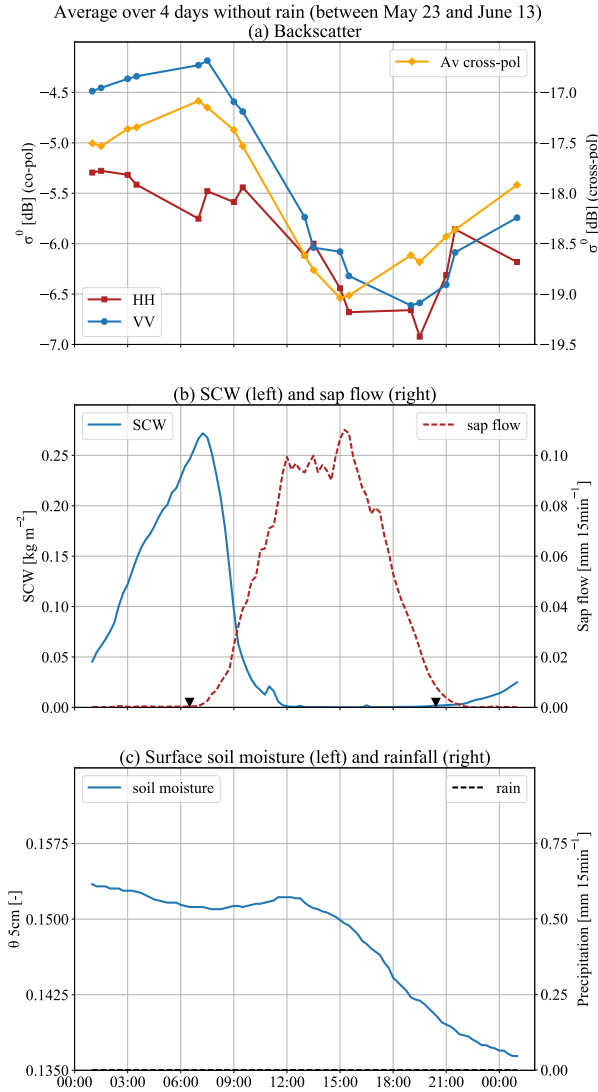 Average over 4 days without rain (between May 23 and June 13)
(a) Backscatter
Av cross-pol
HH
VV
−4.5
−5.0
−5.5
−6.0
−6.5
−7.0
σ⁰ [dB] (co-pol)
−17.0
−17.5
−18.0
−18.5
−19.0
−19.5
σ⁰ [dB] (cross-pol)
(b) SCW (left) and sap flow (right)
SCW
sap flow
0.25
0.20
0.15
0.10
0.05
0.00
SCW [kg m⁻²]
0.10
0.08
0.06
0.04
0.02
0.00
Sap flow [mm 15min⁻¹]
(c) Surface soil moisture (left) and rainfall (right)
soil moisture
rain
0.1575
0.1500
0.1425
0.1350
θ 5cm [-]
0.75
0.50
0.25
0.00
Precipitation [mm 15min⁻¹]
00:00 03:00 06:00 09:00 12:00 15:00 18:00 21:00 00:00